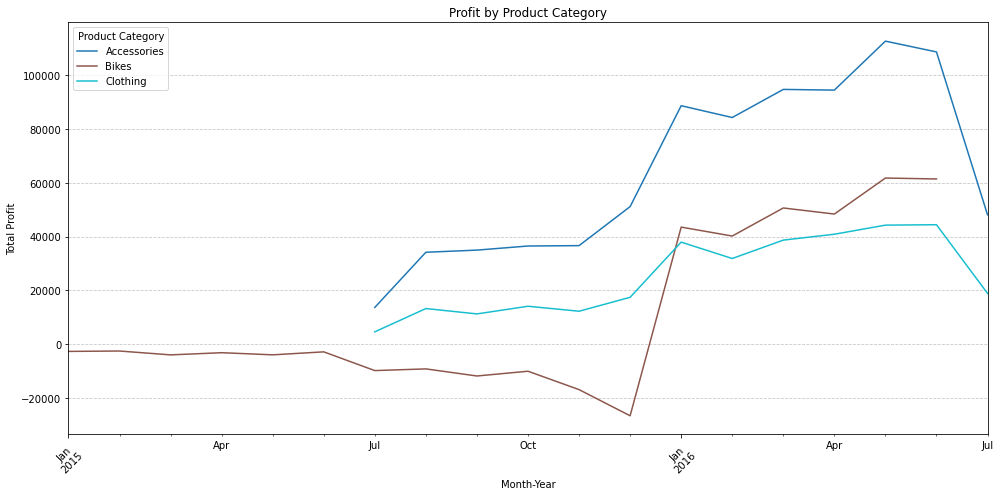 Profit by Product Category
Product Category
Accessories
Bikes
Clothing
Total Profit
100000
80000
60000
40000
20000
0
−20000
Jan
2015
Apr
Jul
Oct
Jan
2016
Apr
Jul
Month-Year